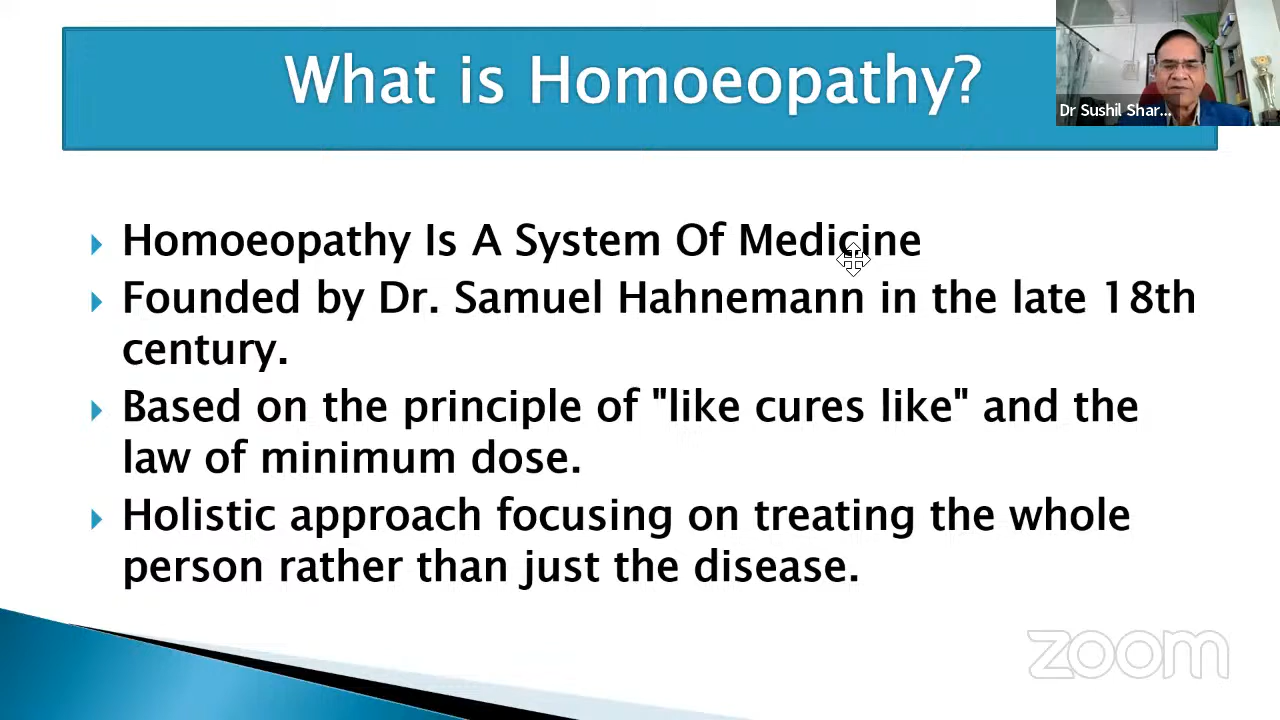 What is Homoeopathy?
Dr Sushil Shar...
Homoeopathy Is A System Of Medicine
Founded by Dr. Samuel Hahnemann in the late 18th
century.
Based on the principle of "like cures like" and the
law of minimum dose.
Holistic approach focusing on treating the whole
person rather than just the disease.
zoom